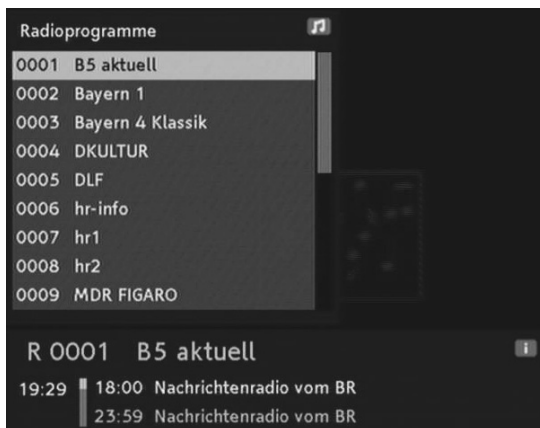 Radioprogramme
0001 B5 aktuell
0002 Bayern 1
0003 Bayern 4 Klassik
0004 DKULTUR
0005 DLF
0006 hr-info
0007 hr1
0008 hr2
0009 MDR FIGARO
R 0001 B5 aktuell i
19:29 18:00 Nachrichtenradio vom BR
23:59 Nachrichtenradio vom BR